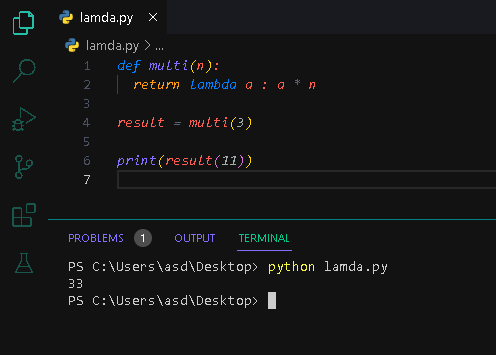 lamda.py ×
lamda.py > ...
1 def multi(n):
2 return lambda a : a * n
3
4 result = multi(3)
5
6 print(result(11))
7
PROBLEMS 1 OUTPUT TERMINAL
PS C:\Users\asd\Desktop> python lamda.py
33
PS C:\Users\asd\Desktop>